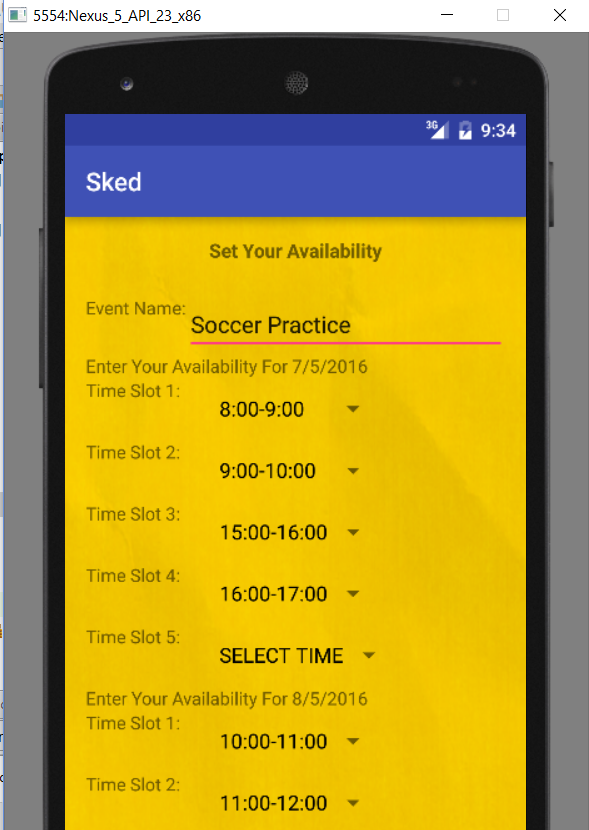 5554:Nexus_5_API_23_x86
3G 9:34
Sked
Set Your Availability
Event Name:
Soccer Practice
Enter Your Availability For 7/5/2016
Time Slot 1:
8:00-9:00
Time Slot 2:
9:00-10:00
Time Slot 3:
15:00-16:00
Time Slot 4:
16:00-17:00
Time Slot 5:
SELECT TIME
Enter Your Availability For 8/5/2016
Time Slot 1:
10:00-11:00
Time Slot 2:
11:00-12:00